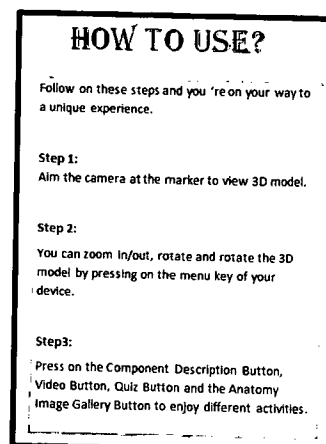 HOW TO USE?
Follow on these steps and you 're on your way to
a unique experience.
Step 1:
Aim the camera at the marker to view 3D model.
Step 2:
You can zoom in/out, rotate and rotate the 3D
model by pressing on the menu key of your
device.
Step3:
Press on the Component Description Button,
Video Button, Quiz Button and the Anatomy
Image Gallery Button to enjoy different activities.